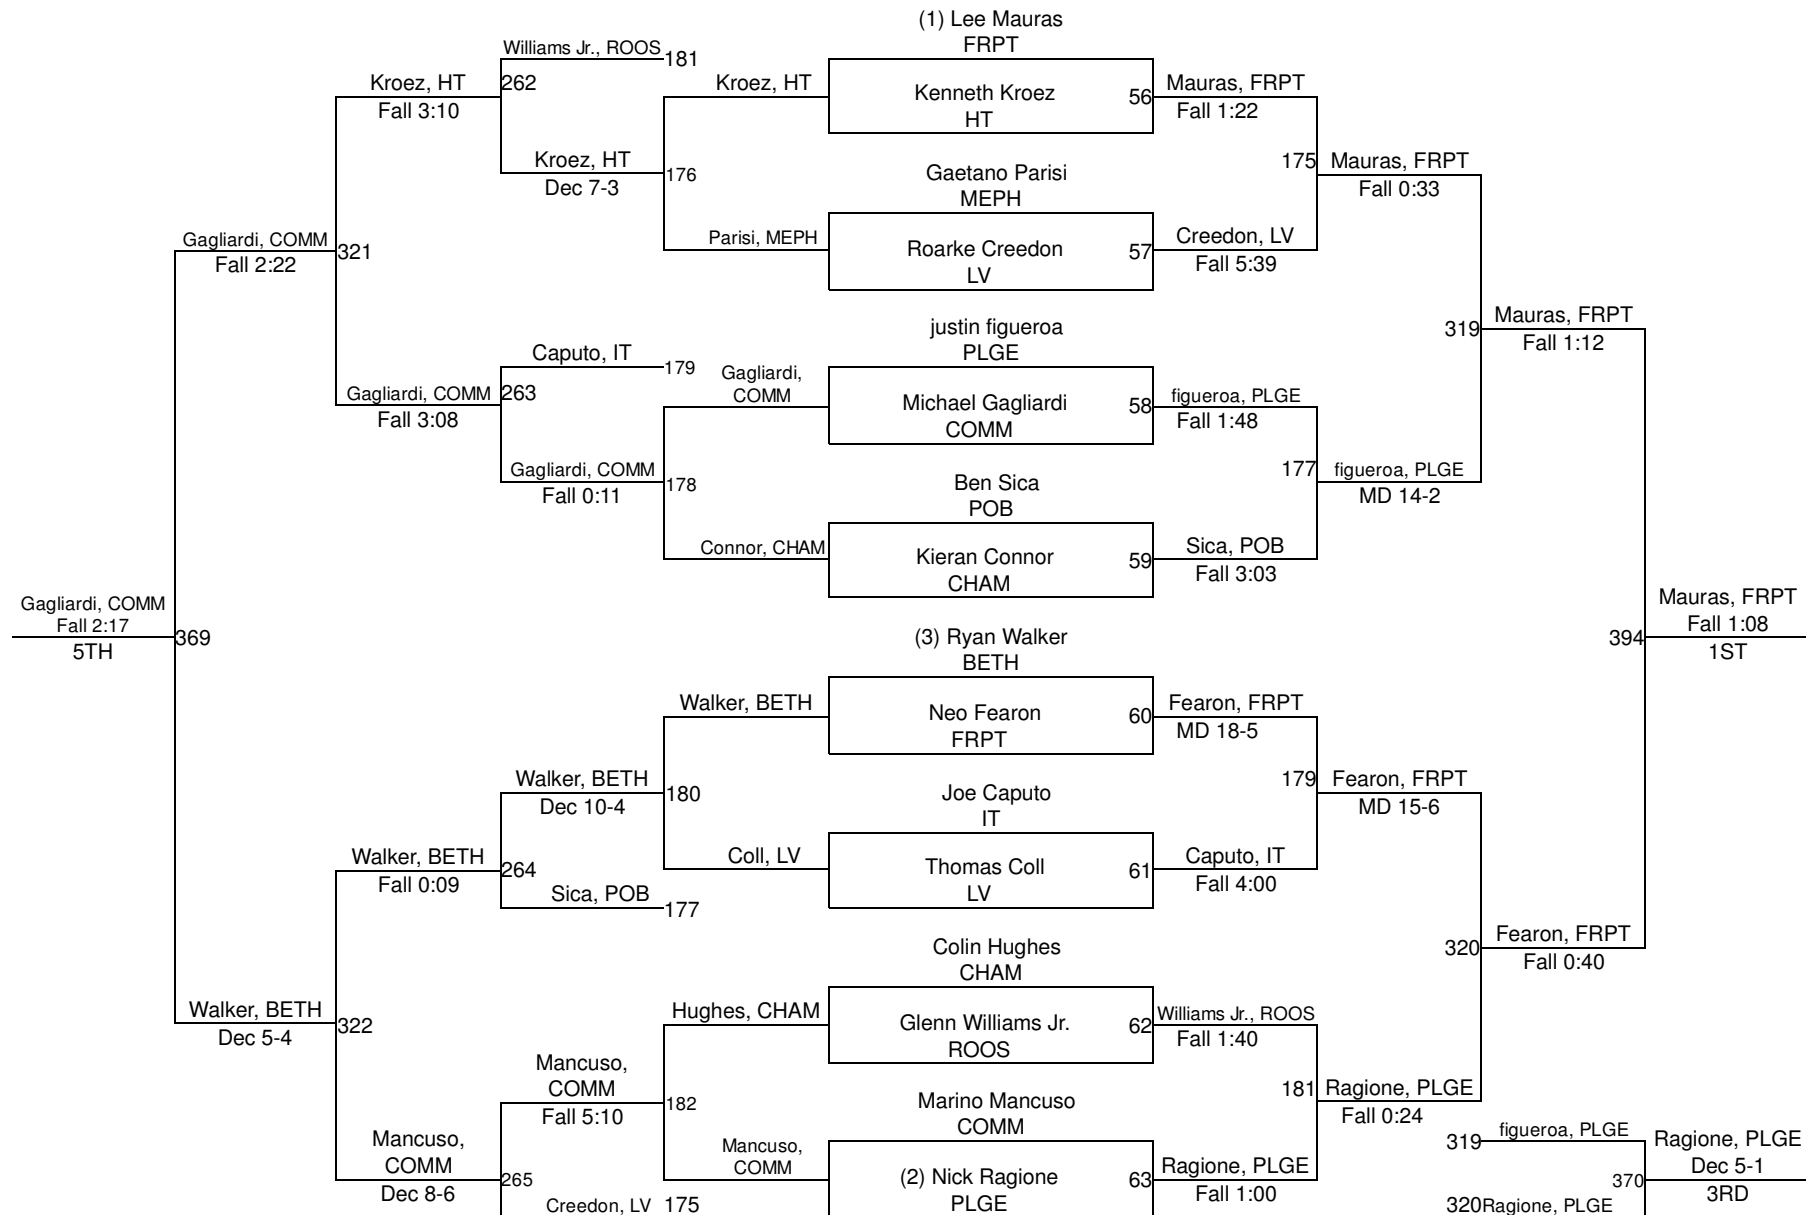 (1) Lee Mauras
FRPT
Williams Jr., ROOS
181
Kroez, HT
262
Kroez, HT
Kenneth Kroez
56
Mauras, FRPT
Fall 3:10
HT
Fall 1:22
Kroez, HT
175
Mauras, FRPT
Dec 7-3
176
Gaetano Parisi
Fall 0:33
MEPH
Gagliardi, COMM
Parisi, MEPH
Roarke Creedon
57
Creedon, LV
Fall 2:22
321
LV
Fall 5:39
justin figueroa
319
Mauras, FRPT
Caputo, IT
PLGE
Fall 1:12
179
Gagliardi,
COMM
Gagliardi, COMM
263
Michael Gagliardi
58
figueroa, PLGE
Fall 3:08
COMM
Fall 1:48
Gagliardi, COMM
178
Ben Sica
177
figueroa, PLGE
Fall 0:11
POB
MD 14-2
Connor, CHAM
Kieran Connor
59
Sica, POB
CHAM
Fall 3:03
Gagliardi, COMM
Mauras, FRPT
Fall 2:17
Fall 1:08
369
(3) Ryan Walker
394
5TH
BETH
1ST
Walker, BETH
Neo Fearon
60
Fearon, FRPT
FRPT
MD 18-5
Walker, BETH
180
Joe Caputo
179
Fearon, FRPT
Dec 10-4
IT
MD 15-6
Walker, BETH
Coll, LV
Thomas Coll
61
Caputo, IT
Fall 0:09
264
LV
Fall 4:00
Sica, POB
177
Colin Hughes
320
Fearon, FRPT
CHAM
Fall 0:40
Walker, BETH
Hughes, CHAM
Glenn Williams Jr.
62
Williams Jr., ROOS
Dec 5-4
322
ROOS
Fall 1:40
Mancuso,
COMM
182
Marino Mancuso
181
Ragione, PLGE
Fall 5:10
COMM
Fall 0:24
Mancuso,
COMM
Mancuso,
COMM
319
figueroa, PLGE
Ragione, PLGE
Dec 8-6
265
(2) Nick Ragione
63
Ragione, PLGE
370
Dec 5-1
Creedon, LV
175
PLGE
Fall 1:00
320
Ragione, PLGE
3RD